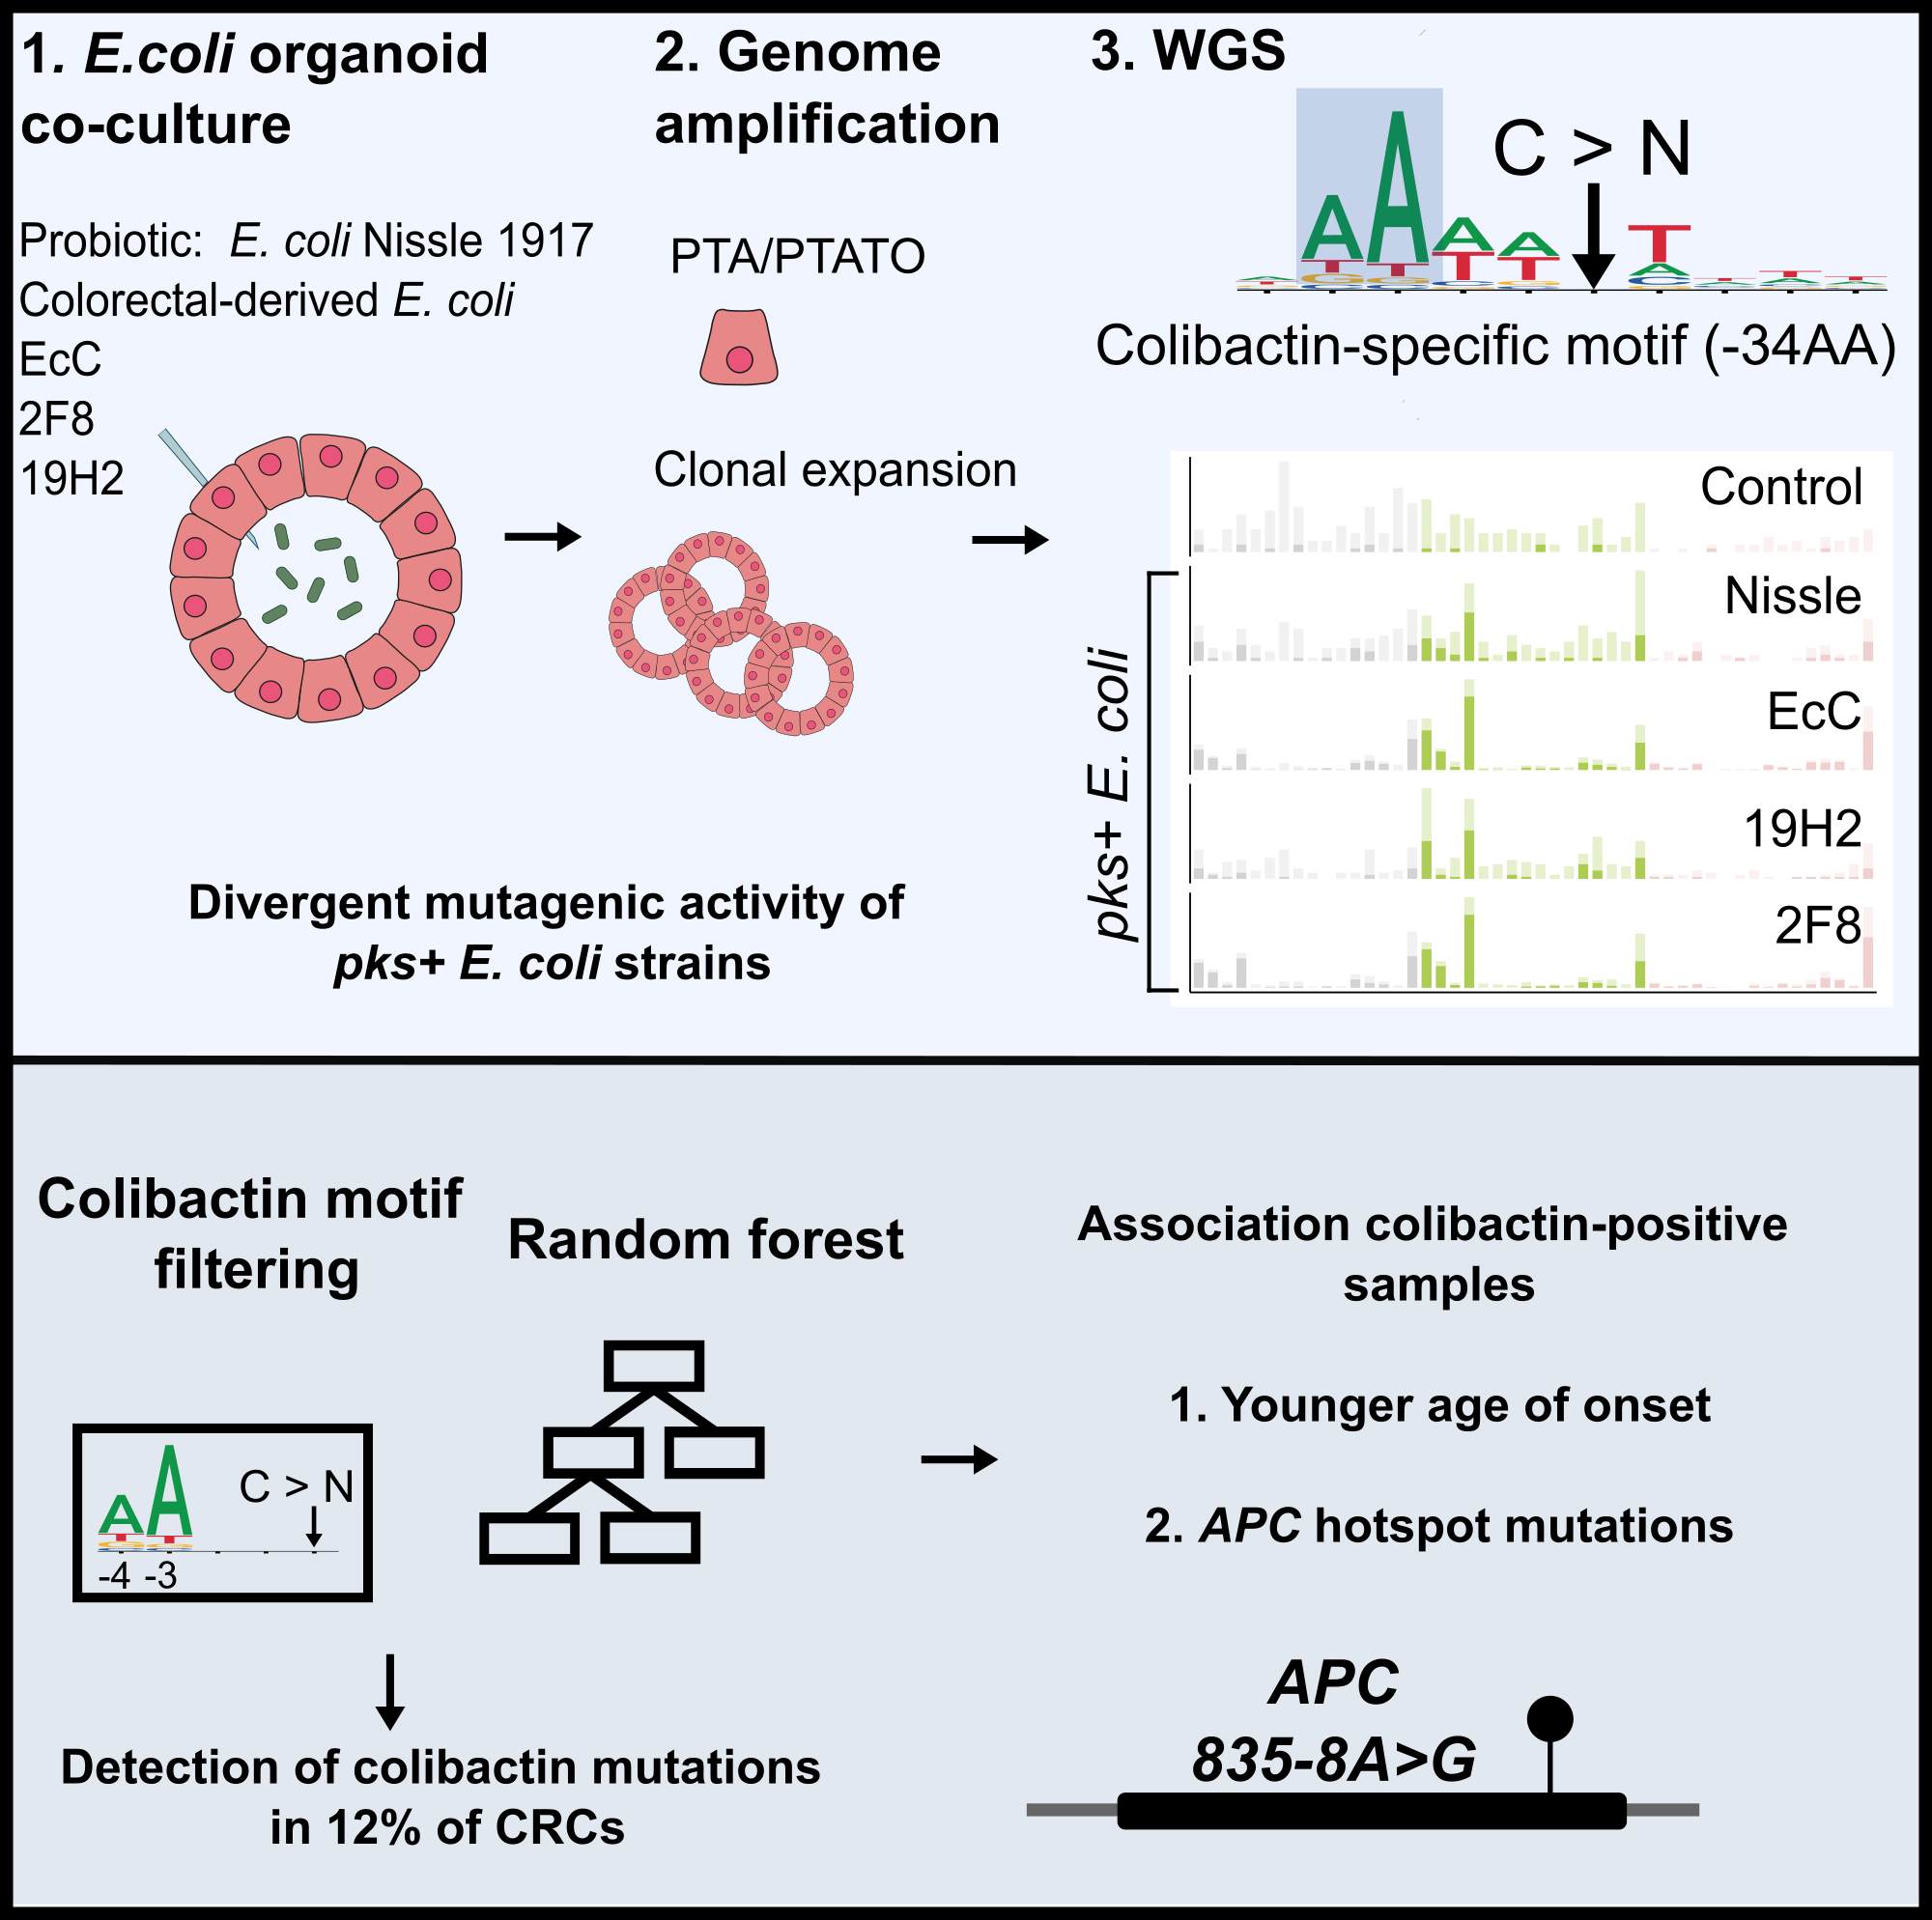 1. E.coli organoid
co-culture
Probiotic: E. coli Nissle 1917
Colorectal-derived E. coli
EcC
2F8
19H2
2. Genome
amplification
PTA/PTATO
Clonal expansion
3. WGS
C > N
Colibactin-specific motif (-34AA)
Control
Nissle
EcC
19H2
2F8
pks+ E. coli
Divergent mutagenic activity of
pks+ E. coli strains
Colibactin motif
filtering
C > N
AA
-4 -3
Random forest
Detection of colibactin mutations
in 12% of CRCs
Association colibactin-positive
samples
1. Younger age of onset
2. APC hotspot mutations
APC
835-8A>G